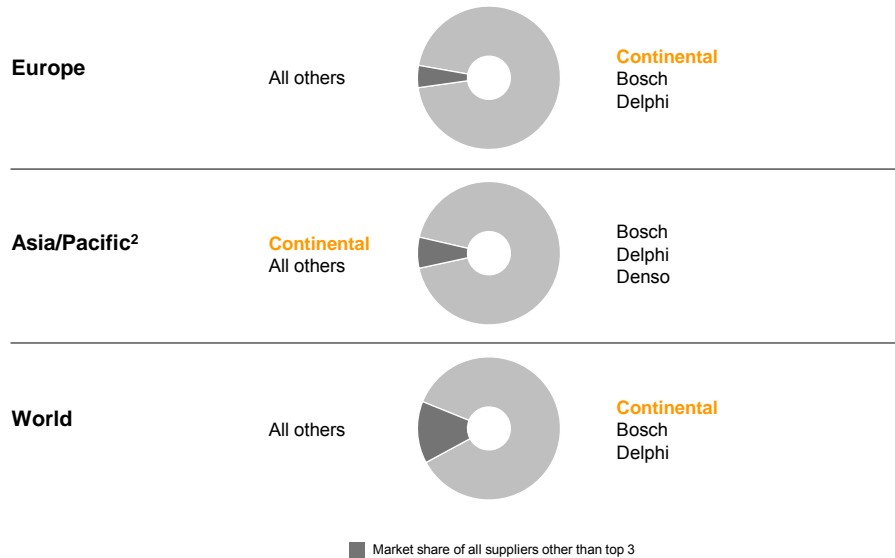 Europe
All others
Continental
Bosch
Delphi
Asia/Pacific²
Continental
All others
Bosch
Delphi
Denso
World
All others
Continental
Bosch
Delphi
Market share of all suppliers other than top 3